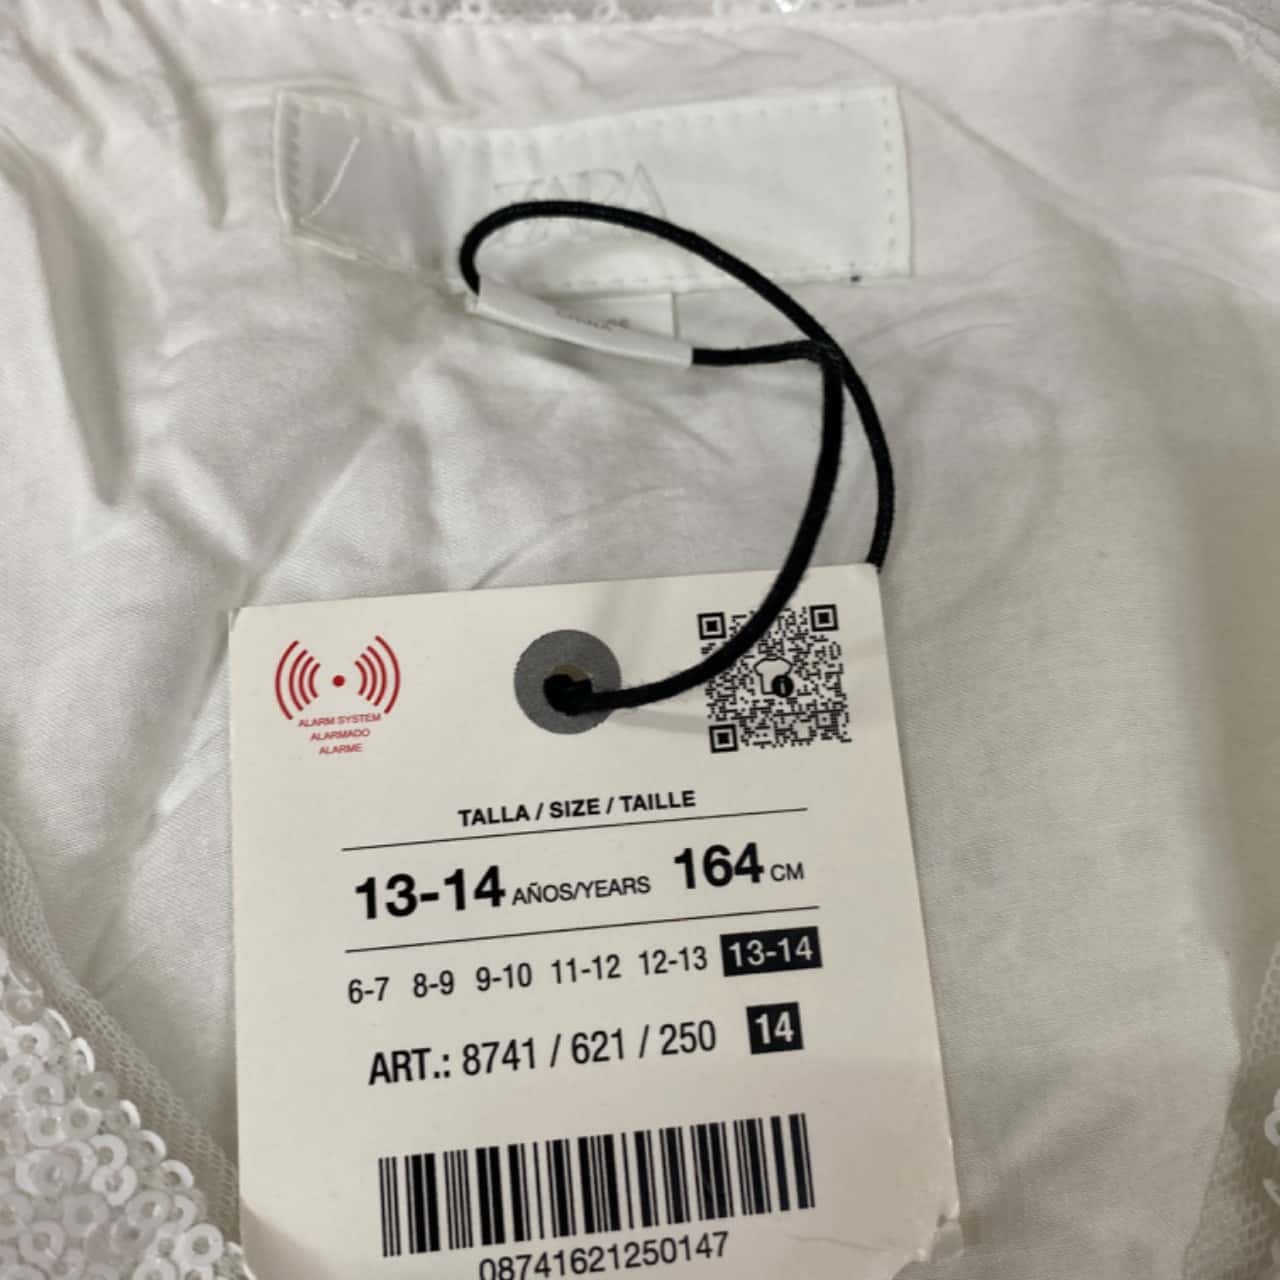 ZARA
ALARM SYSTEM
ALARMADO
ALARME
TALLA / SIZE / TAILLE
13-14 AÑOS/YEARS 164 CM
6-7 8-9 9-10 11-12 12-13 13-14
ART.: 8741 / 621 / 250 14
08741621250147